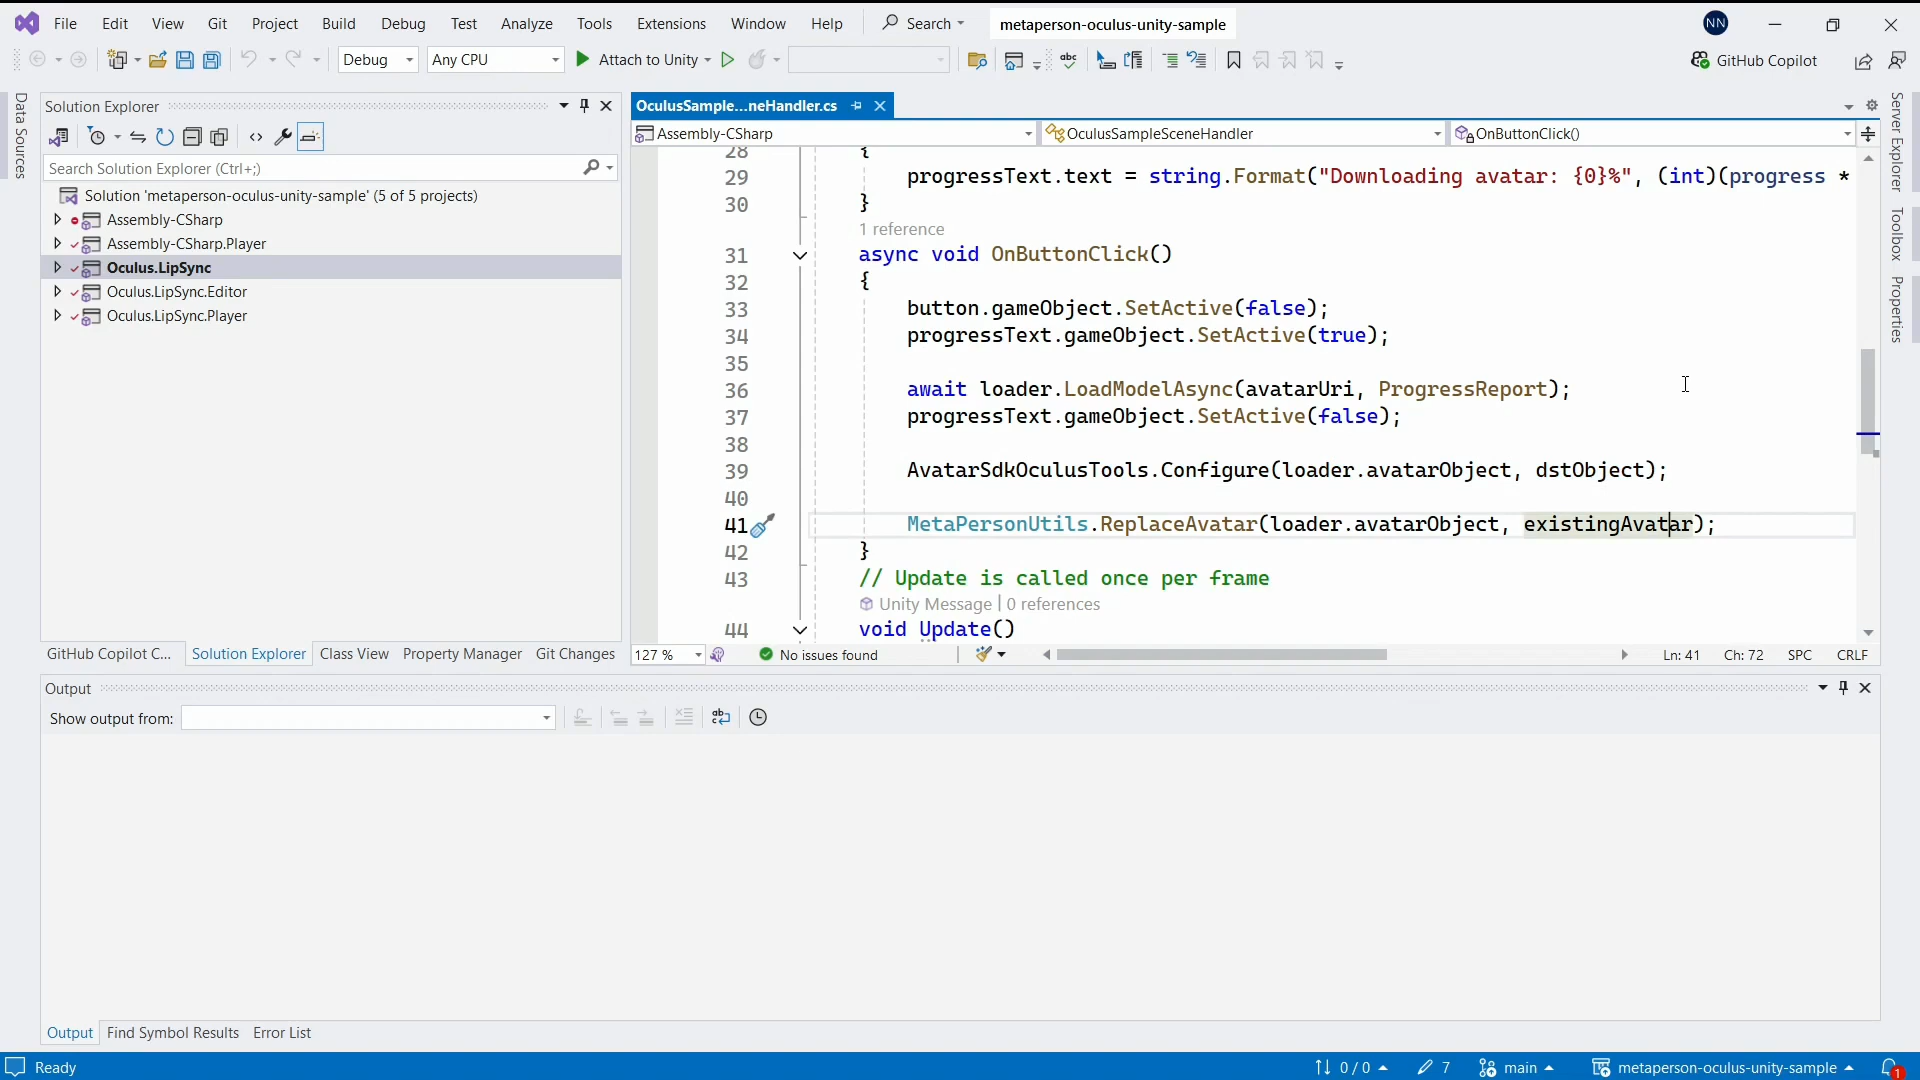 File Edit View Git Project Build Debug Test Analyze Tools Extensions Window Help Search metaperson-oculus-unity-sample NN
Debug Any CPU Attach to Unity abc GitHub Copilot
Data Sources
Solution Explorer
Search Solution Explorer (Ctrl+;)
Solution 'metaperson-oculus-unity-sample' (5 of 5 projects)
Assembly-CSharp
Assembly-CSharp.Player
Oculus.LipSync
Oculus.LipSync.Editor
Oculus.LipSync.Player
GitHub Copilot C... Solution Explorer Class View Property Manager Git Changes
OculusSample...neHandler.cs
Assembly-CSharp OculusSampleSceneHandler OnButtonClick()
28 {
29 progressText.text = string.Format("Downloading avatar: {0}%", (int)(progress *
30 }
1 reference
31 async void OnButtonClick()
32 {
33 button.gameObject.SetActive(false);
34 progressText.gameObject.SetActive(true);
35
36 await loader.LoadModelAsync(avatarUri, ProgressReport);
37 progressText.gameObject.SetActive(false);
38
39 AvatarSdkOculusTools.Configure(loader.avatarObject, dstObject);
40
41 MetaPersonUtils.ReplaceAvatar(loader.avatarObject, existingAvatar);
42 }
43 // Update is called once per frame
Unity Message | 0 references
44 void Update()
127 % No issues found Ln: 41 Ch: 72 SPC CRLF
Server Explorer
Toolbox
Properties
Output
Show output from:
Output Find Symbol Results Error List
Ready 0 / 0 7 main metaperson-oculus-unity-sample 1